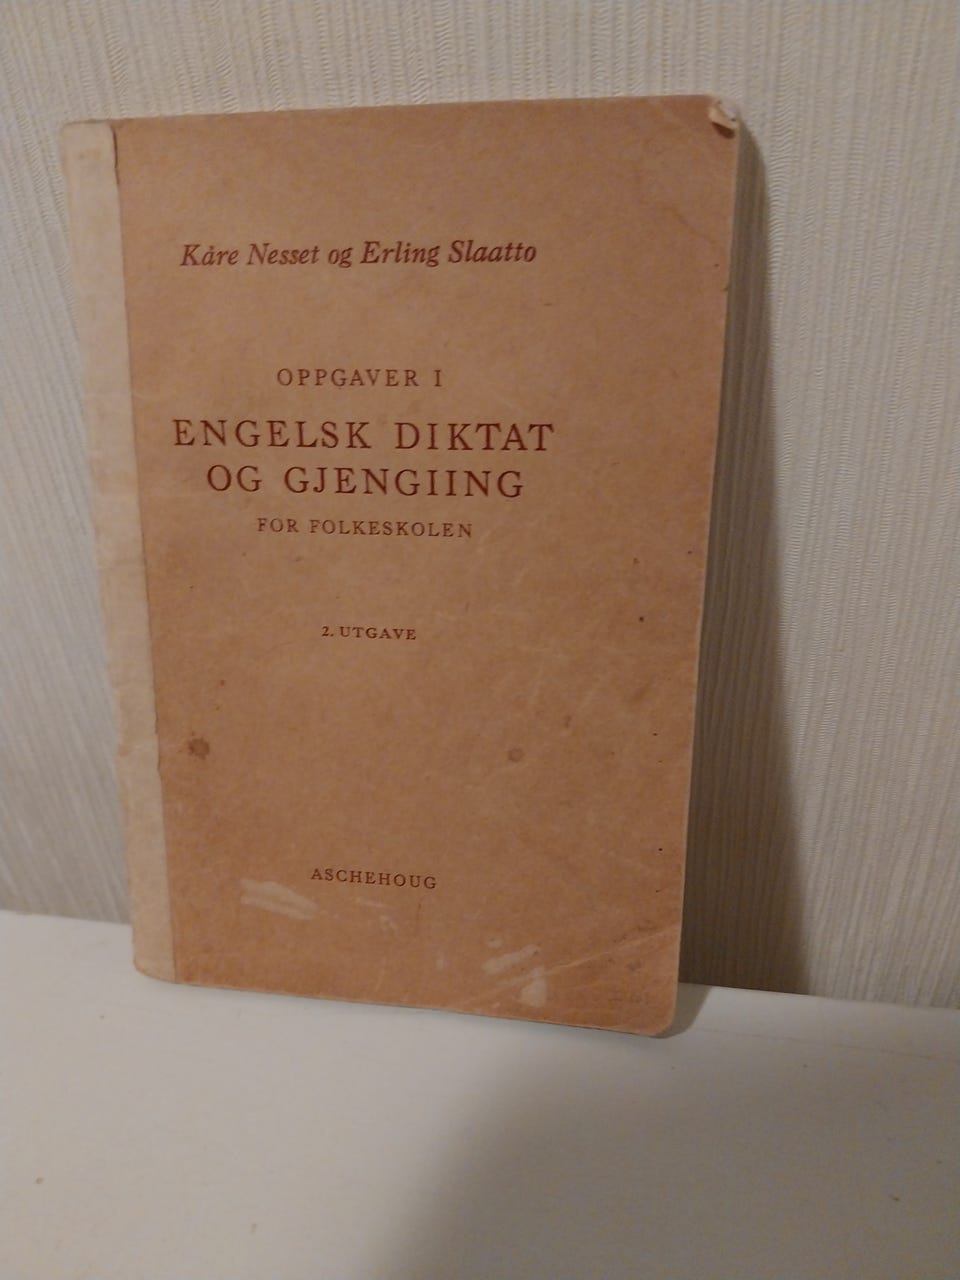 Kåre Nesset og Erling Slaatto
OPPGAVER I
ENGELSK DIKTAT
OG GJENGIING
FOR FOLKESKOLEN
2. UTGAVE
ASCHEHOUG